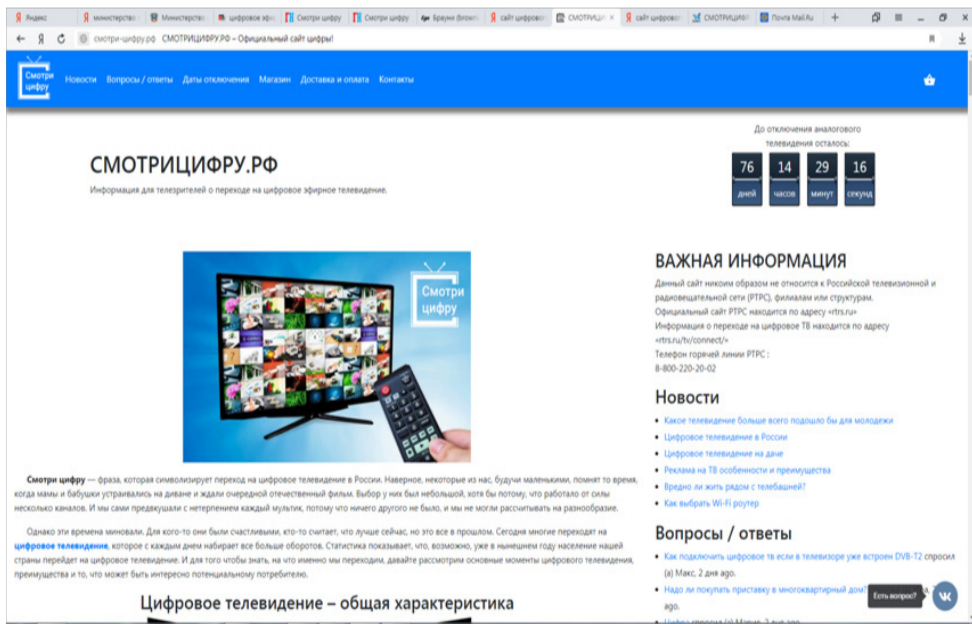 Яндекс
министерство
Министерство
цифровое эфи
Смотри цифру
Смотри цифру
Браузи (brow
сайт цифровог
СМОТРИЦИ
сайт цифровог
СМОТРИЦИФР
Почта Mail.Ru
смотри-цифру.рф СМОТРИЦИФРУ.РФ – Официальный сайт цифры!
Смотри
цифру
Новости Вопросы / ответы Даты отключения Магазин Доставка и оплата Контакты
До отключения аналогового
телевидения осталось:
76 14 29 16
дней часов минут секунд
СМОТРИЦИФРУ.РФ
Информация для телезрителей о переходе на цифровое эфирное телевидение.
Смотри
цифру
Смотри цифру — фраза, которая символизирует переход на цифровое телевидение в России. Наверное, некоторые из нас, будучи маленькими, помнят то время,
когда мамы и бабушки устраивались на диване и ждали очередной отечественный фильм. Выбор у них был небольшой, хотя бы потому, что работало от силы
несколько каналов. И мы сами предвкушали с нетерпением каждый мультик, потому что ничего другого не было, и мы не могли рассчитывать на разнообразие.
Однако эти времена миновали. Для кого-то они были счастливыми, кто-то считает, что лучше сейчас, но это все в прошлом. Сегодня многие переходят на
цифровое телевидение, которое с каждым днем набирает все больше оборотов. Статистика показывает, что, возможно, уже в нынешнем году население нашей
страны перейдет на цифровое телевидение. И для того чтобы знать, на что именно мы переходим, давайте рассмотрим основные моменты цифрового телевидения,
преимущества и то, что может быть интересно потенциальному потребителю.
Цифровое телевидение – общая характеристика
ВАЖНАЯ ИНФОРМАЦИЯ
Данный сайт никоим образом не относится к Российской телевизионной и
радиовещательной сети (РТРС), филиалам или структурам.
Официальный сайт РТРС находится по адресу «rtrs.ru»
Информация о переходе на цифровое ТВ находится по адресу
«rtrs.ru/tv/connect/»
Телефон горячей линии РТРС :
8-800-220-20-02
Новости
Какое телевидение больше всего подошло бы для молодежи
Цифровое телевидение в России
Цифровое телевидение на даче
Реклама на ТВ особенности и преимущества
Вредно ли жить рядом с телебашней?
Как выбрать Wi-Fi роутер
Вопросы / ответы
Как подключить цифровое тв если в телевизоре уже встроен DVB-T2 спросил
(а) Макс, 2 дня ago.
Надо ли покупать приставку в многоквартирный дом?
ago.
Есть вопрос?
Цифра спросил (а) Мария, 2 дня ago.